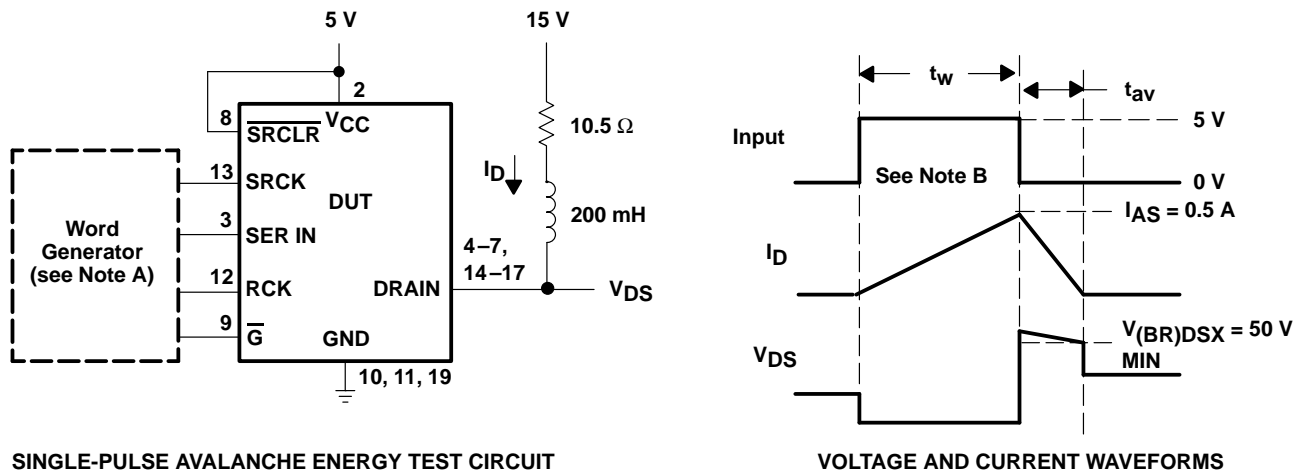 5 V
15 V
2
8
VCC
SRCLR
10.5 Ω
ID
13
SRCK
DUT
200 mH
Word
Generator
(see Note A)
3
SER IN
4–7,
14–17
12
RCK
DRAIN
VDS
9
G
GND
10, 11, 19
SINGLE-PULSE AVALANCHE ENERGY TEST CIRCUIT
tw
tav
Input
5 V
See Note B
0 V
IAS = 0.5 A
ID
V(BR)DSX = 50 V
MIN
VDS
VOLTAGE AND CURRENT WAVEFORMS